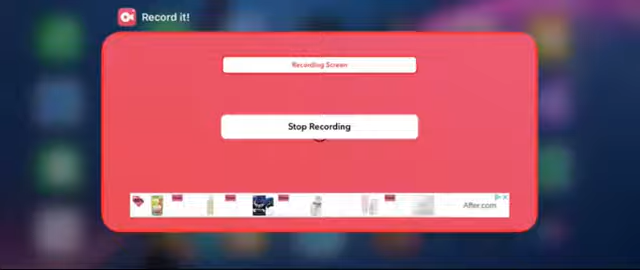 Record it!
Recording Screen
Stop Recording
After.com